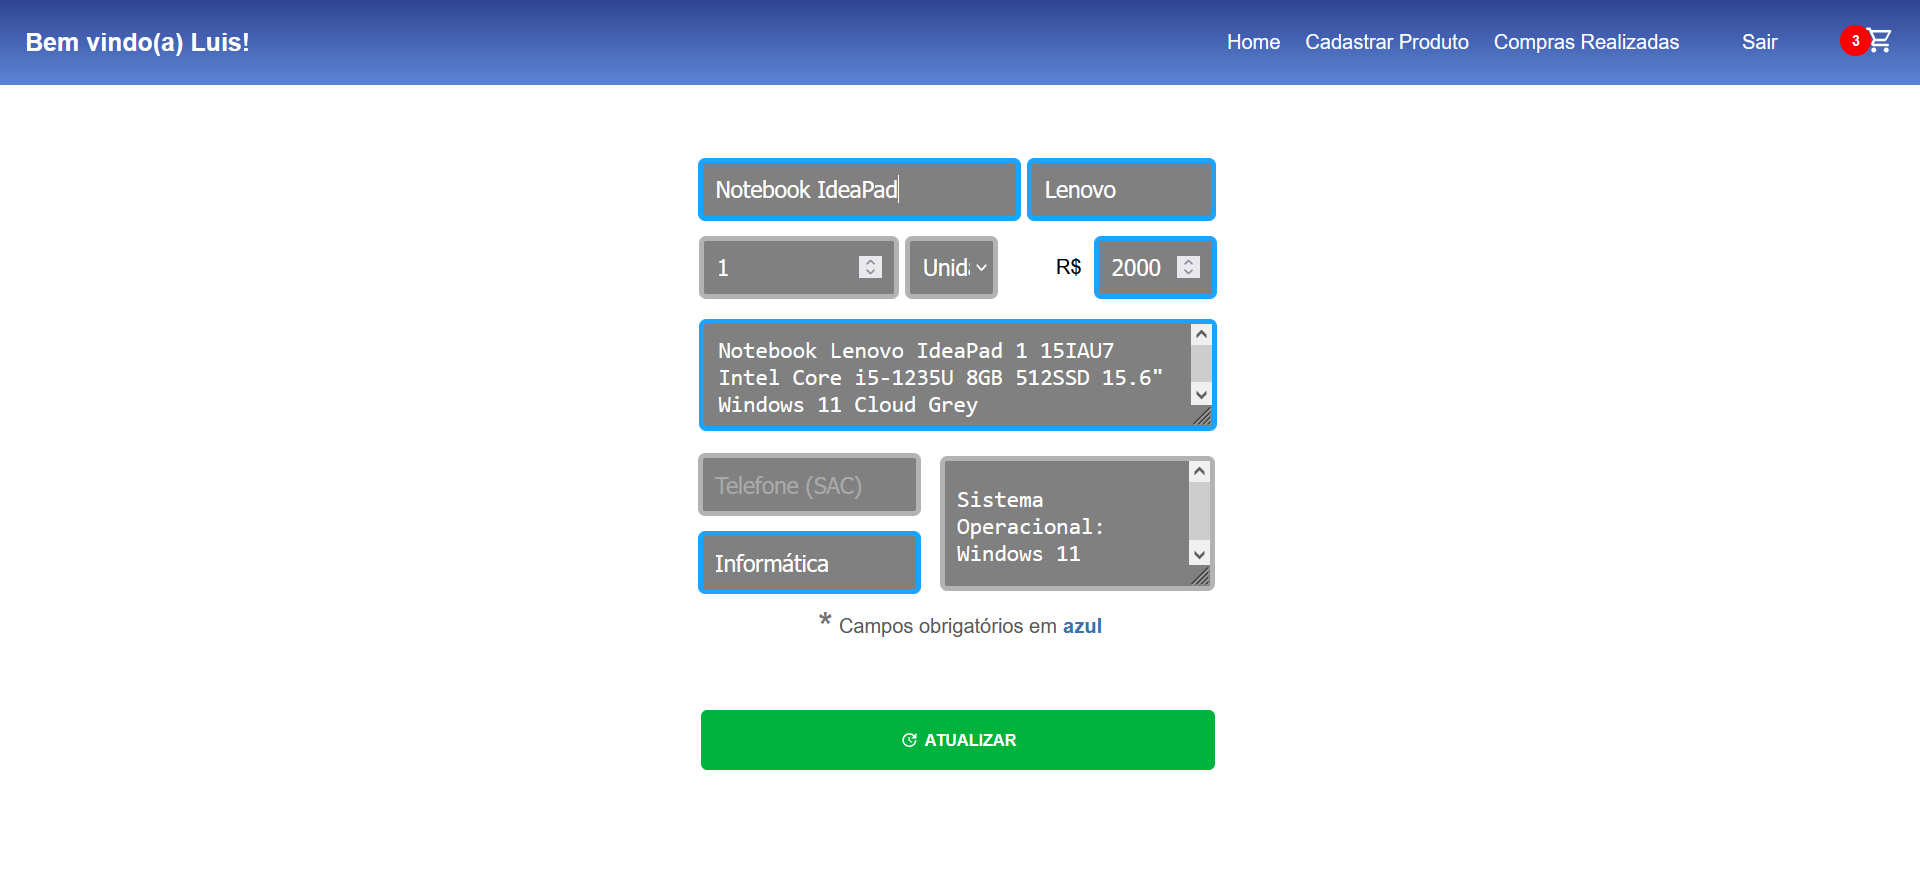 Bem vindo(a) Luis!
Home Cadastrar Produto Compras Realizadas Sair 3
Notebook IdeaPad Lenovo
1 Unida R$ 2000
Notebook Lenovo IdeaPad 1 15IAU7
Intel Core i5-1235U 8GB 512SSD 15.6"
Windows 11 Cloud Grey
Telefone (SAC)
Informática
Sistema
Operacional:
Windows 11
* Campos obrigatórios em azul
ATUALIZAR